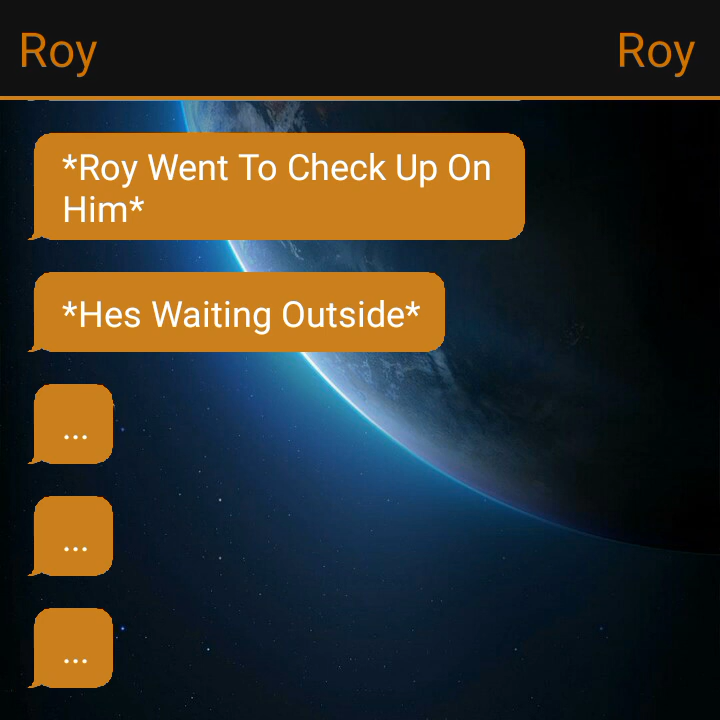 Roy
Roy
*Roy Went To Check Up On
Him*
*Hes Waiting Outside*
...
...
...